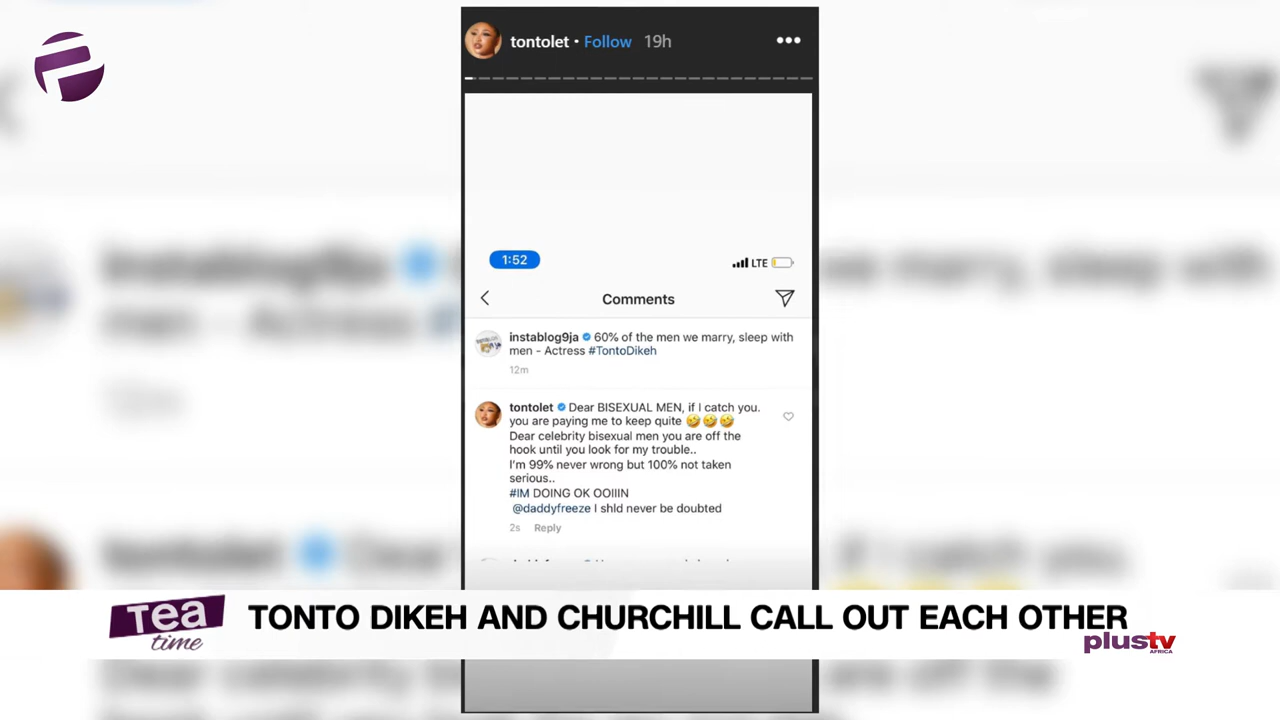 tontolet • Follow 19h •••
1:52
LTE
Comments
instablog9ja 60% of the men we marry, sleep with
men - Actress #TontoDikeh
12m
tontolet Dear BISEXUAL MEN, if I catch you.
you are paying me to keep quite 🤣🤣🤣
Dear celebrity bisexual men you are off the
hook until you look for my trouble..
I'm 99% never wrong but 100% not taken
serious..
#IM DOING OK OOIIIN
@daddyfreeze I shld never be doubted
2s Reply
Tea
time
TONTO DIKEH AND CHURCHILL CALL OUT EACH OTHER
plustv
AFRICA